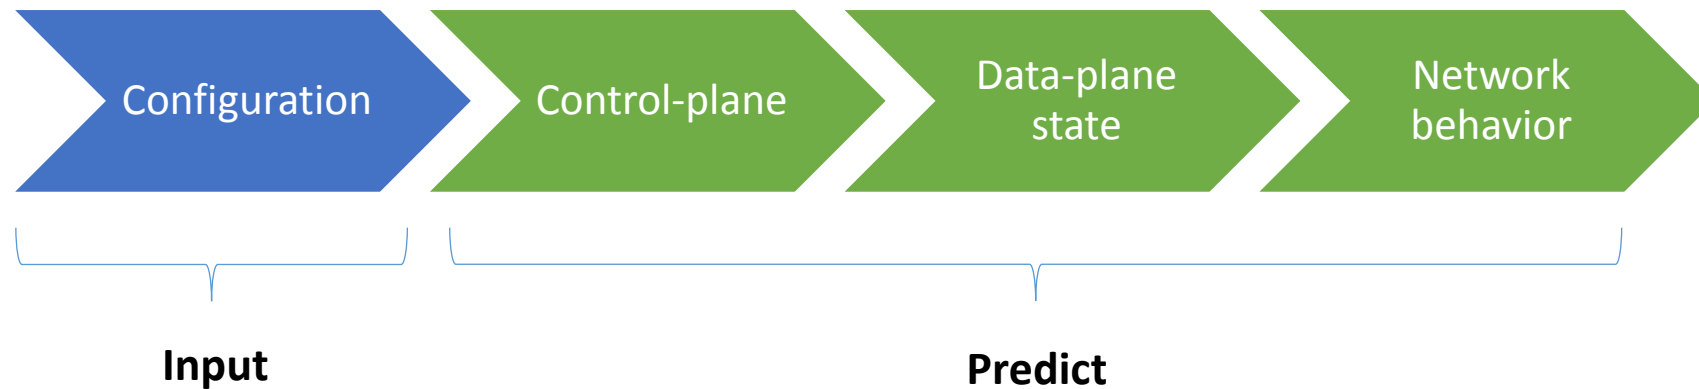 Configuration
Control-plane
Data-plane
state
Network
behavior
Input
Predict